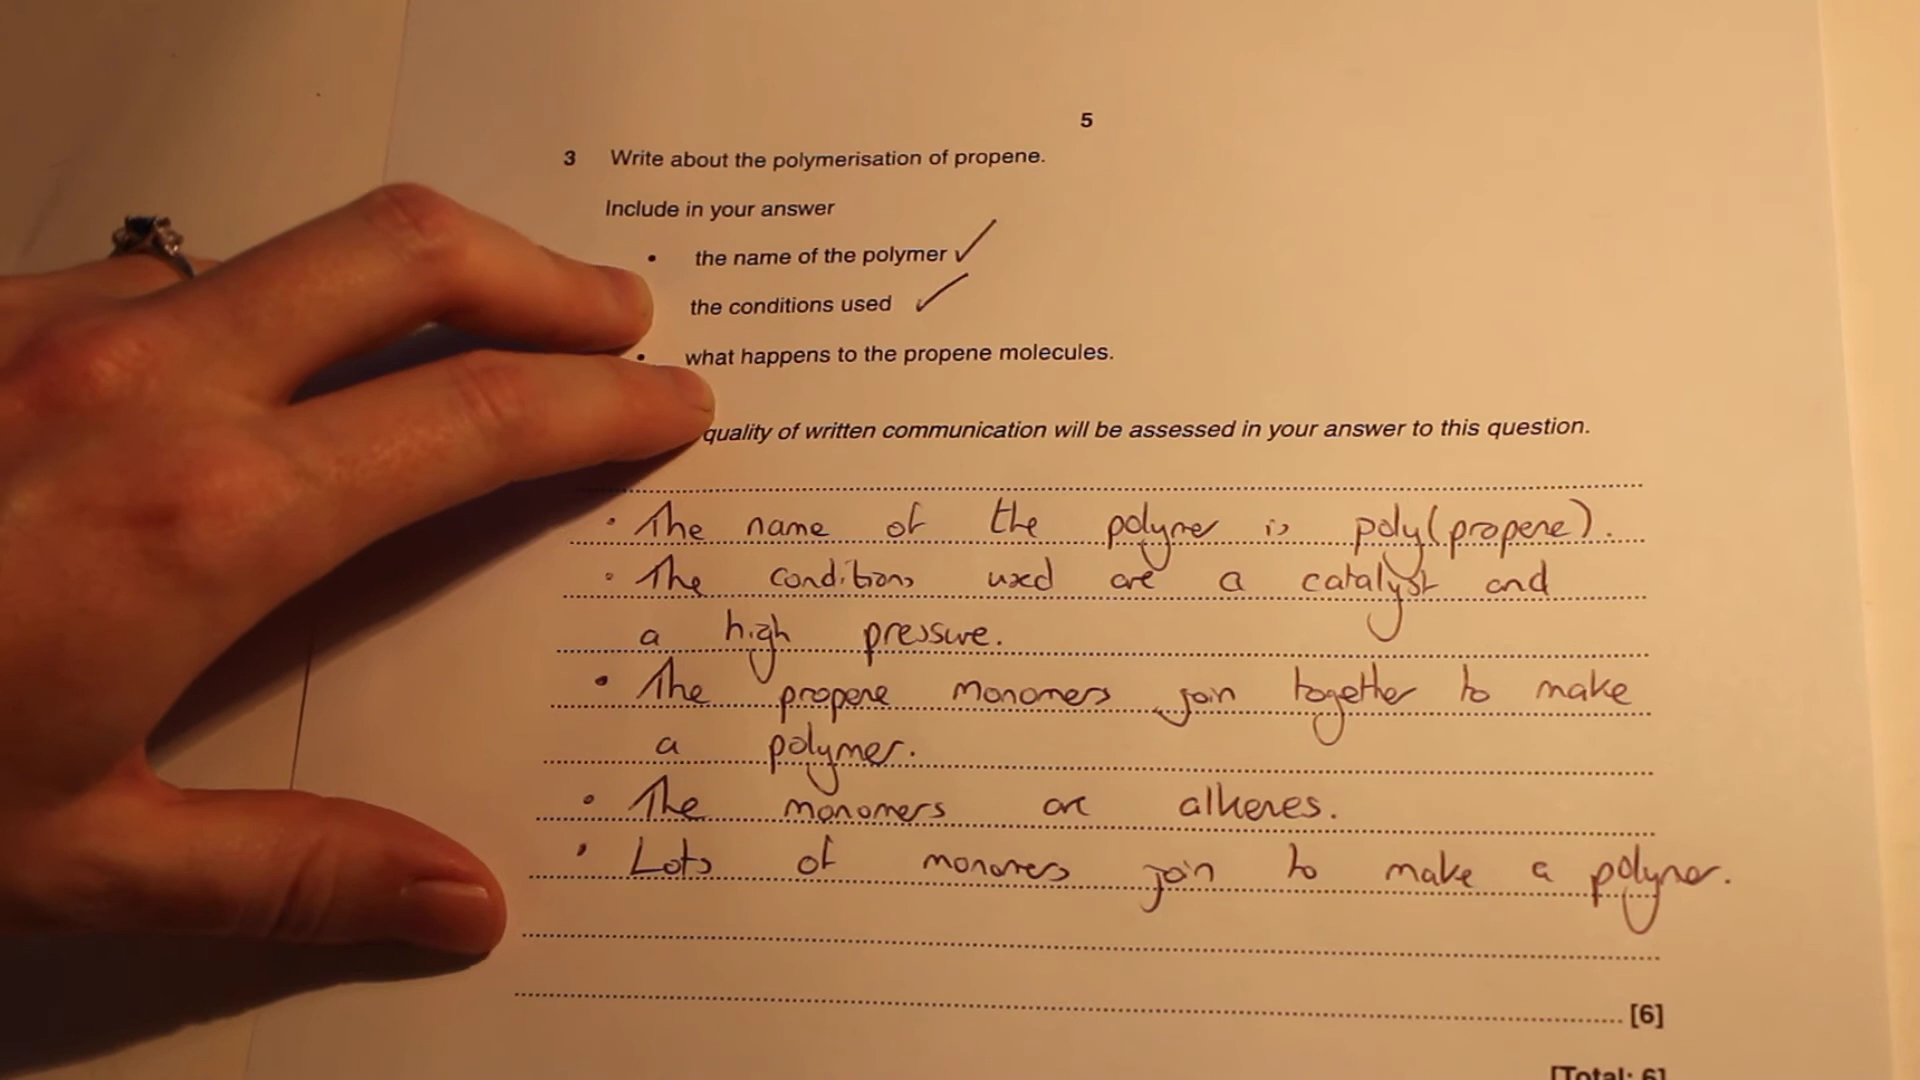 5
3 Write about the polymerisation of propene.
Include in your answer
• the name of the polymer ✓
the conditions used ✓
• what happens to the propene molecules.
quality of written communication will be assessed in your answer to this question.
• The name of the polymer is poly(propene).
• The conditions used are a catalyst and
a high pressure.
• The propene monomers join together to make
a polymer.
• The monomers are alkenes.
• Lots of monomers join to make a polymer.
[6]
[Total: 6]